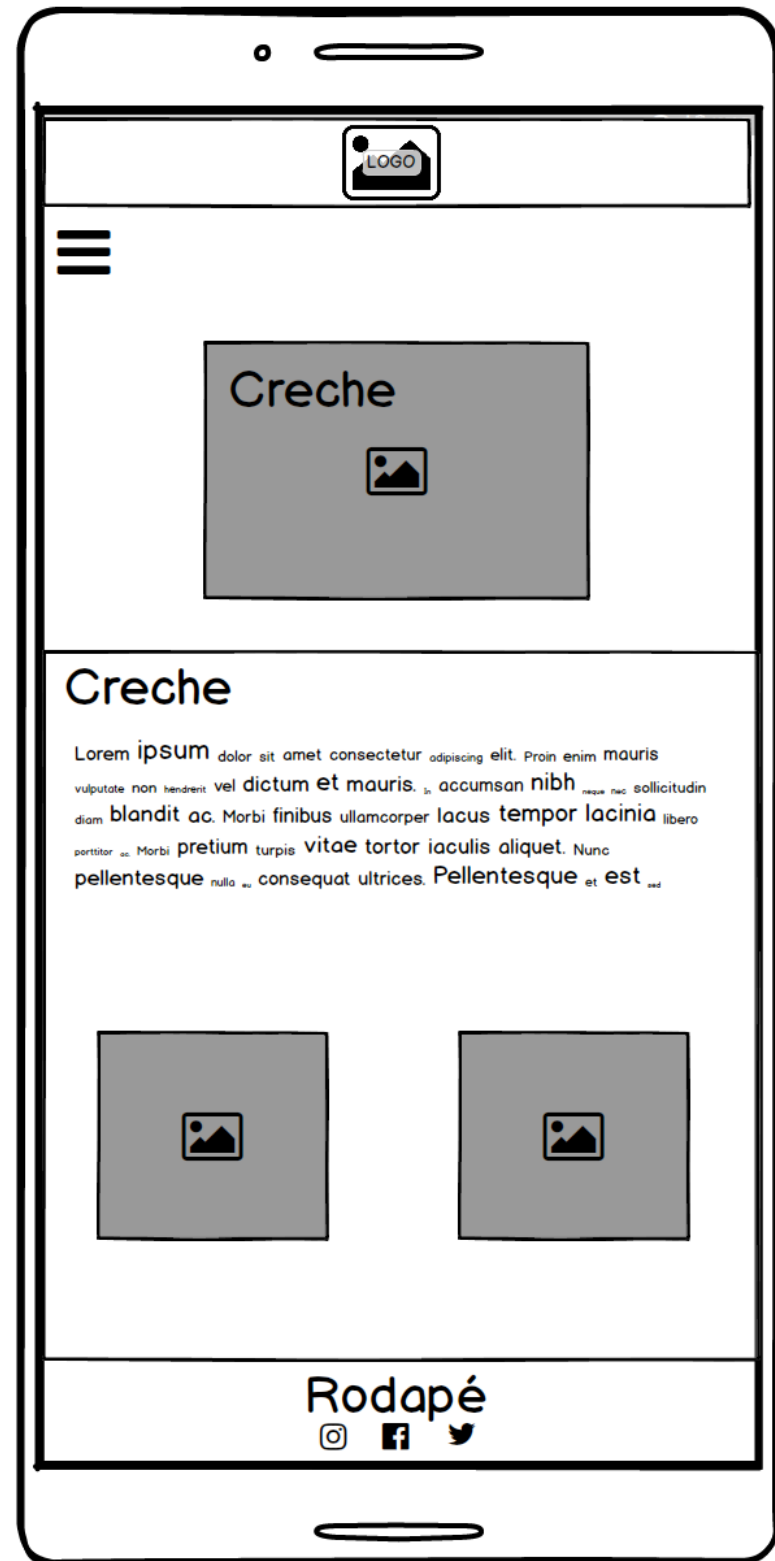 LOGO
Creche
Creche
Lorem ipsum dolor sit amet consectetur adipiscing elit. Proin enim mauris
vulputate non hendrerit vel dictum et mauris. In accumsan nibh neque nec sollicitudin
diam blandit ac. Morbi finibus ullamcorper lacus tempor lacinia libero
porttitor ac. Morbi pretium turpis vitae tortor iaculis aliquet. Nunc
pellentesque nulla eu consequat ultrices. Pellentesque et est sed
Rodapé